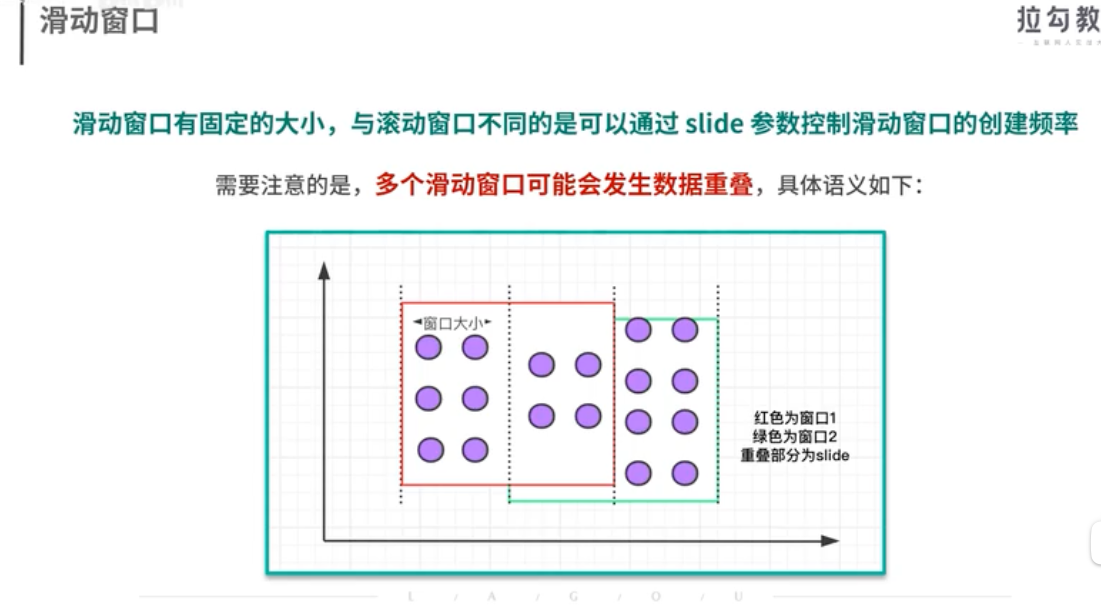 滑动窗口
拉勾教
滑动窗口有固定的大小，与滚动窗口不同的是可以通过 slide 参数控制滑动窗口的创建频率
需要注意的是，多个滑动窗口可能会发生数据重叠，具体语义如下：
窗口大小
红色为窗口1
绿色为窗口2
重叠部分为slide
L / A / G / O / U